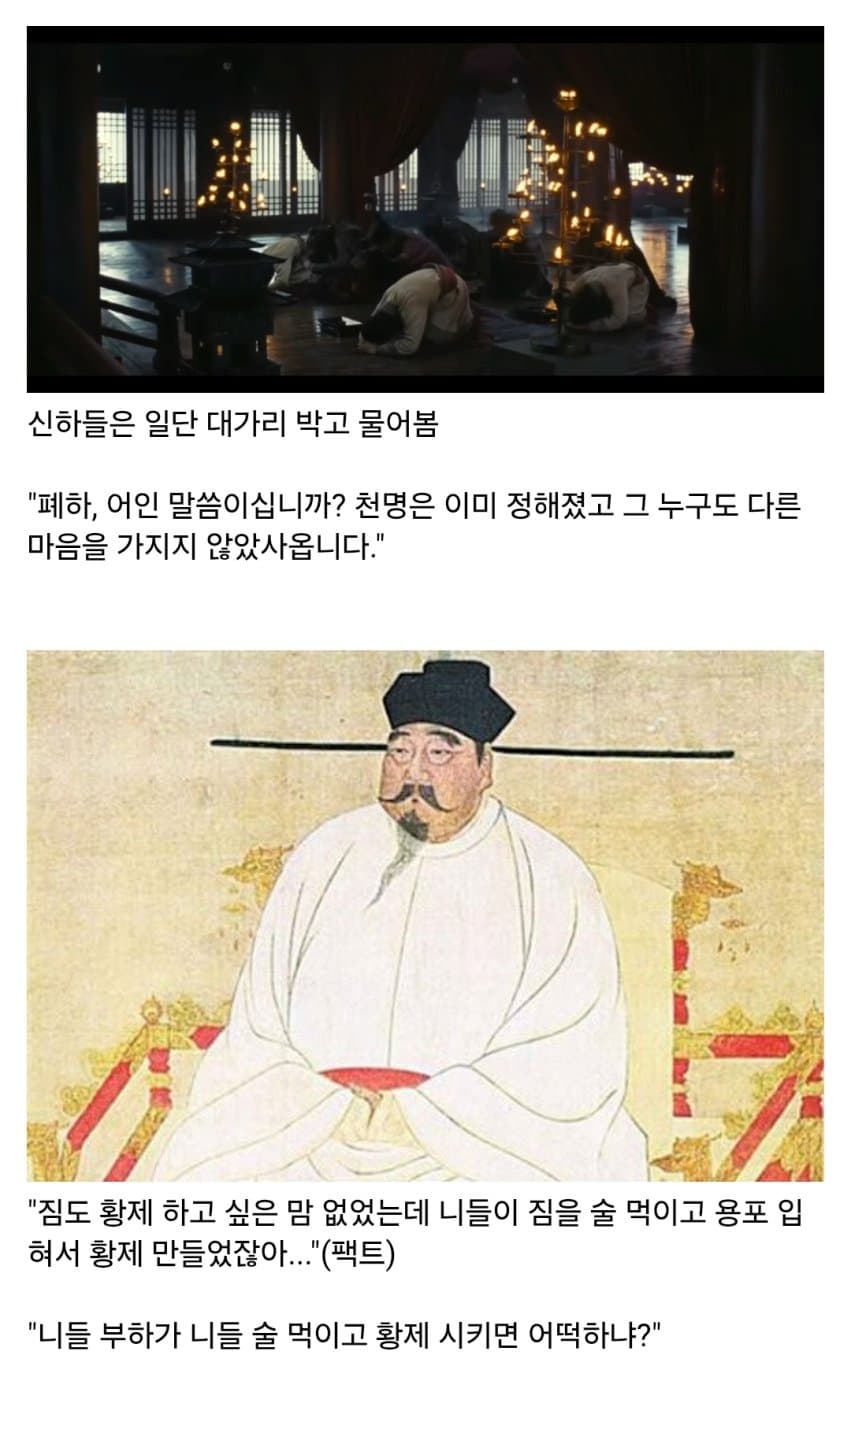 신하들은 일단 대가리 박고 물어봄
"폐하, 어인 말씀이십니까? 천명은 이미 정해졌고 그 누구도 다른
마음을 가지지 않았사옵니다."
"짐도 황제 하고 싶은 맘 없었는데 니들이 짐을 술 먹이고 용포 입
혀서 황제 만들었잖아..."(팩트)
"니들 부하가 니들 술 먹이고 황제 시키면 어떡하냐?"